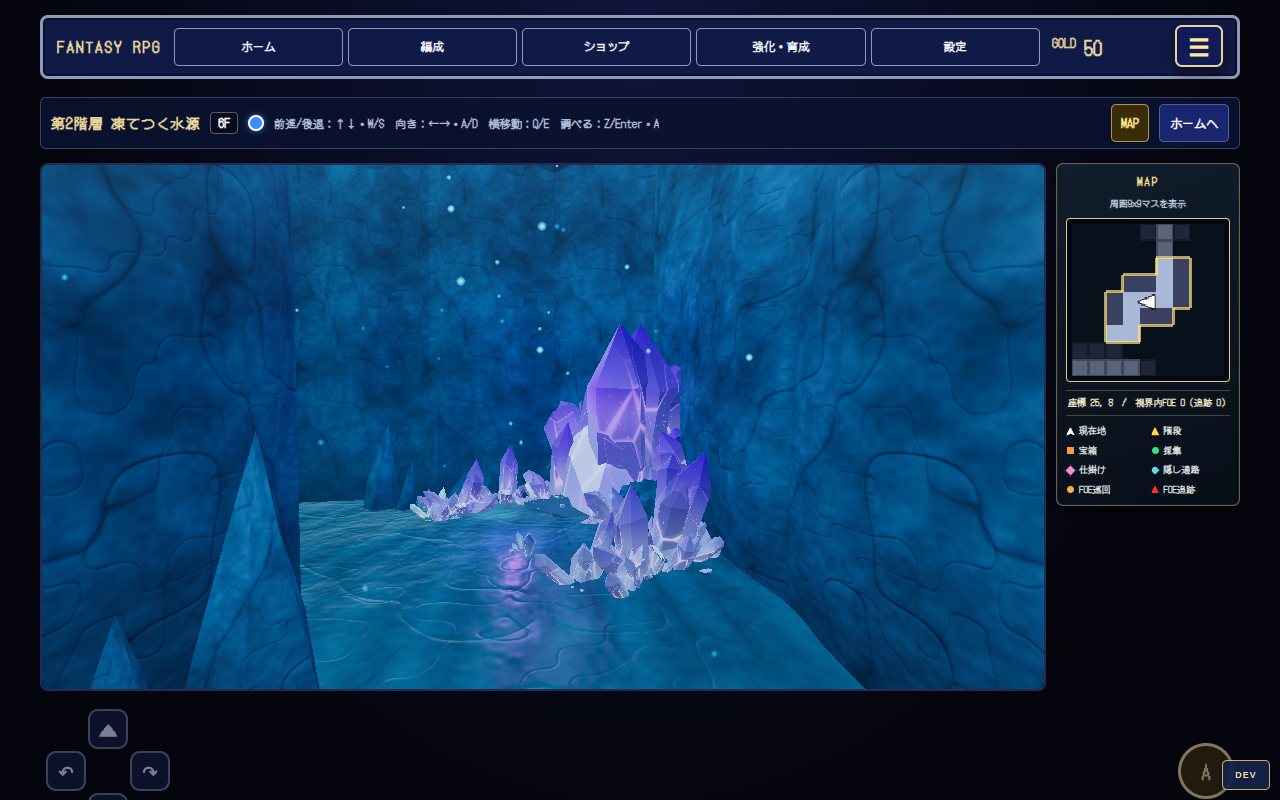 FANTASY RPG
ホーム
編成
ショップ
強化・育成
設定
GOLD 50
第2階層 凍てつく水源
6F
前進/後退：↑↓・W/S 向き：←→・A/D 横移動：Q/E 調べる：Z/Enter・A
MAP
ホームへ
MAP
周囲9x9マスを表示
座標 25, 8 / 視界内FOE 0 (追跡 0)
現在地
階段
宝箱
採集
仕掛け
隠し通路
FOE巡回
FOE追跡
A
DEV